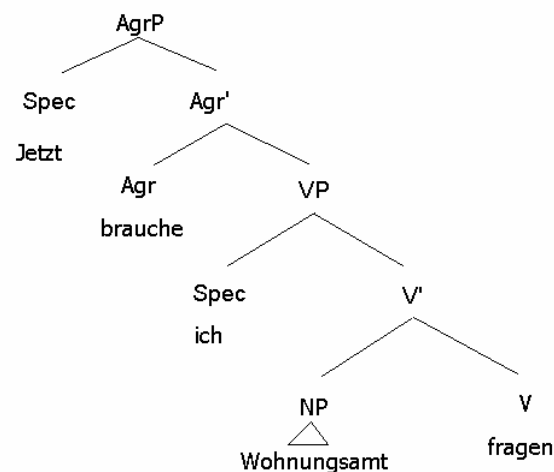 AgrP
Spec Agr'
Jetzt
Agr VP
brauche
Spec V'
ich
NP V
Wohnungsamt fragen